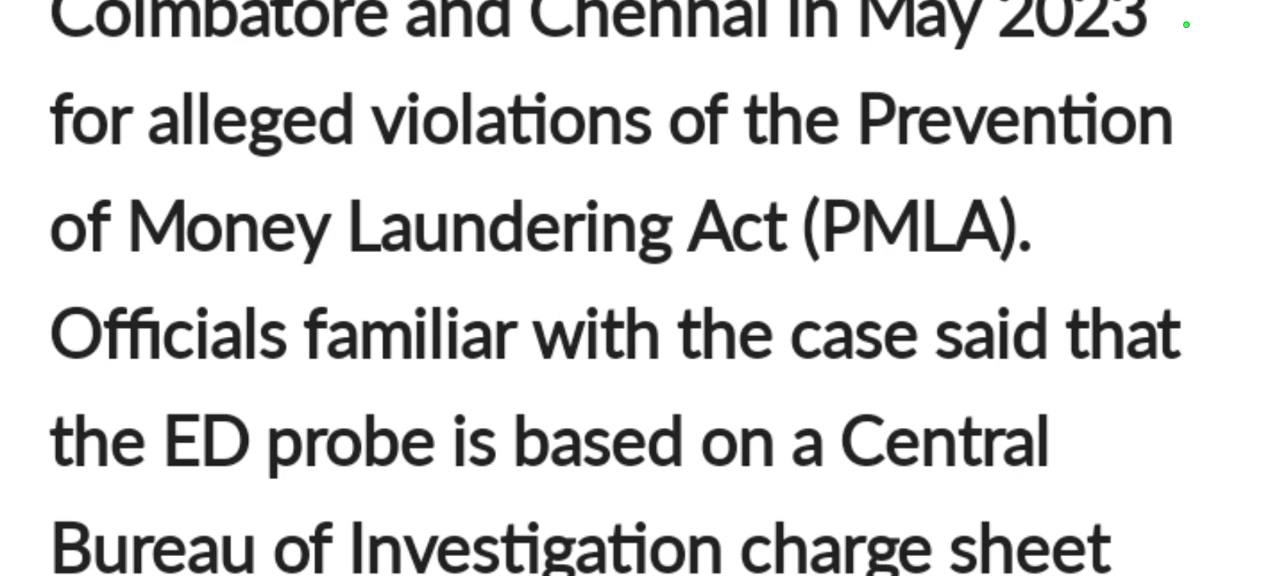 Coimbatore and Chennai in May 2023
for alleged violations of the Prevention
of Money Laundering Act (PMLA).
Officials familiar with the case said that
the ED probe is based on a Central
Bureau of Investigation charge sheet